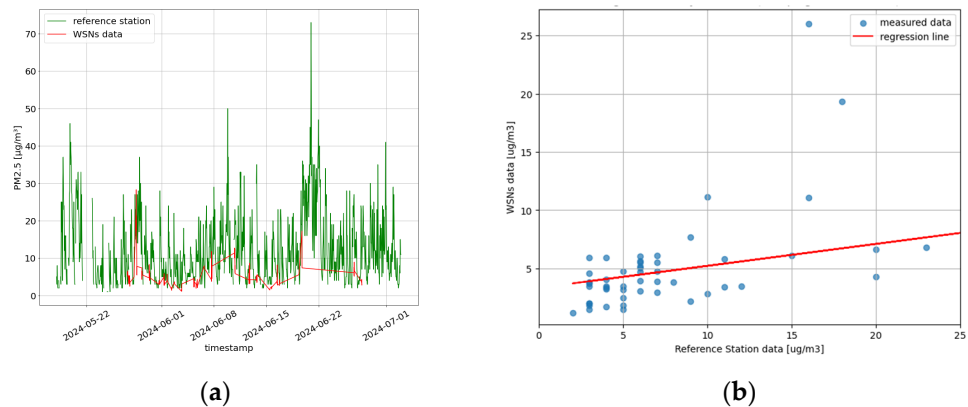 reference station
WSNs data
70
60
50
40
30
20
10
0
PM2.5 [µg/m³]
2024-05-22
2024-06-01
2024-06-08
2024-06-15
2024-06-22
2024-07-01
timestamp
(a)
measured data
regression line
25
20
15
10
5
WSNs data [ug/m3]
0
5
10
15
20
25
Reference Station data [ug/m3]
(b)